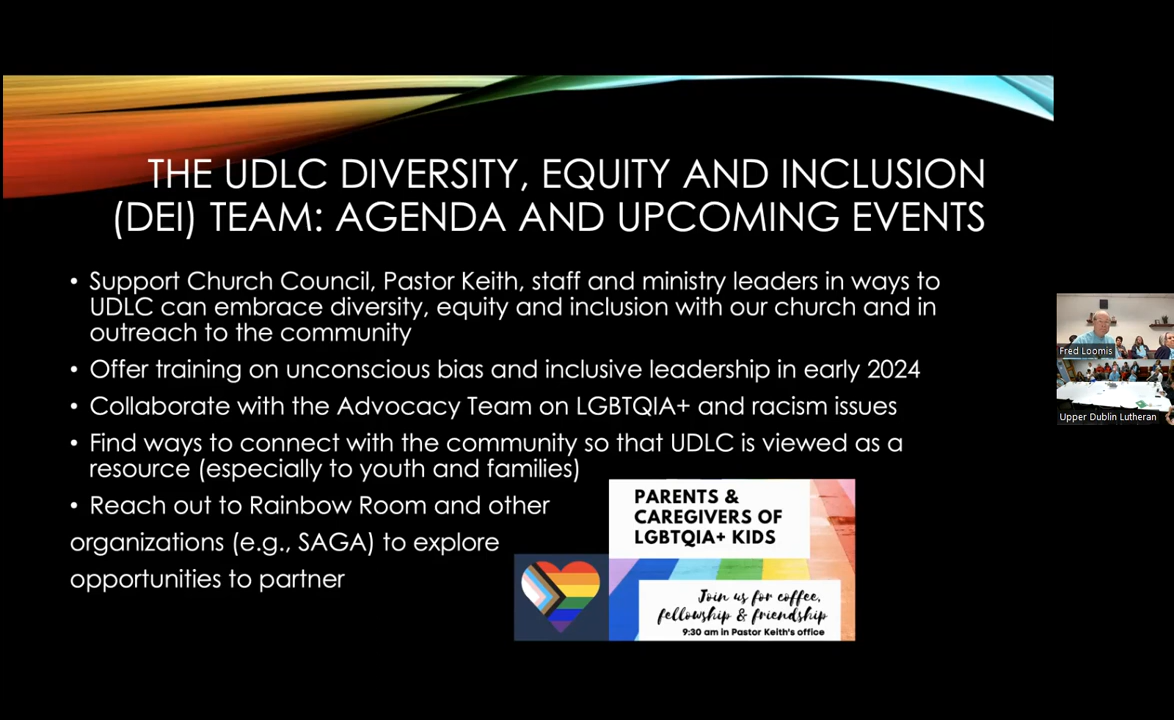 THE UDLC DIVERSITY, EQUITY AND INCLUSION
(DEI) TEAM: AGENDA AND UPCOMING EVENTS
• Support Church Council, Pastor Keith, staff and ministry leaders in ways to
UDLC can embrace diversity, equity and inclusion with our church and in
outreach to the community
• Offer training on unconscious bias and inclusive leadership in early 2024
• Collaborate with the Advocacy Team on LGBTQIA+ and racism issues
• Find ways to connect with the community so that UDLC is viewed as a
resource (especially to youth and families)
• Reach out to Rainbow Room and other
organizations (e.g., SAGA) to explore
opportunities to partner
PARENTS &
CAREGIVERS OF
LGBTQIA+ KIDS
Join us for coffee,
fellowship & friendship
9:30 am in Pastor Keith's office
Fred Loomis
Upper Dublin Lutheran